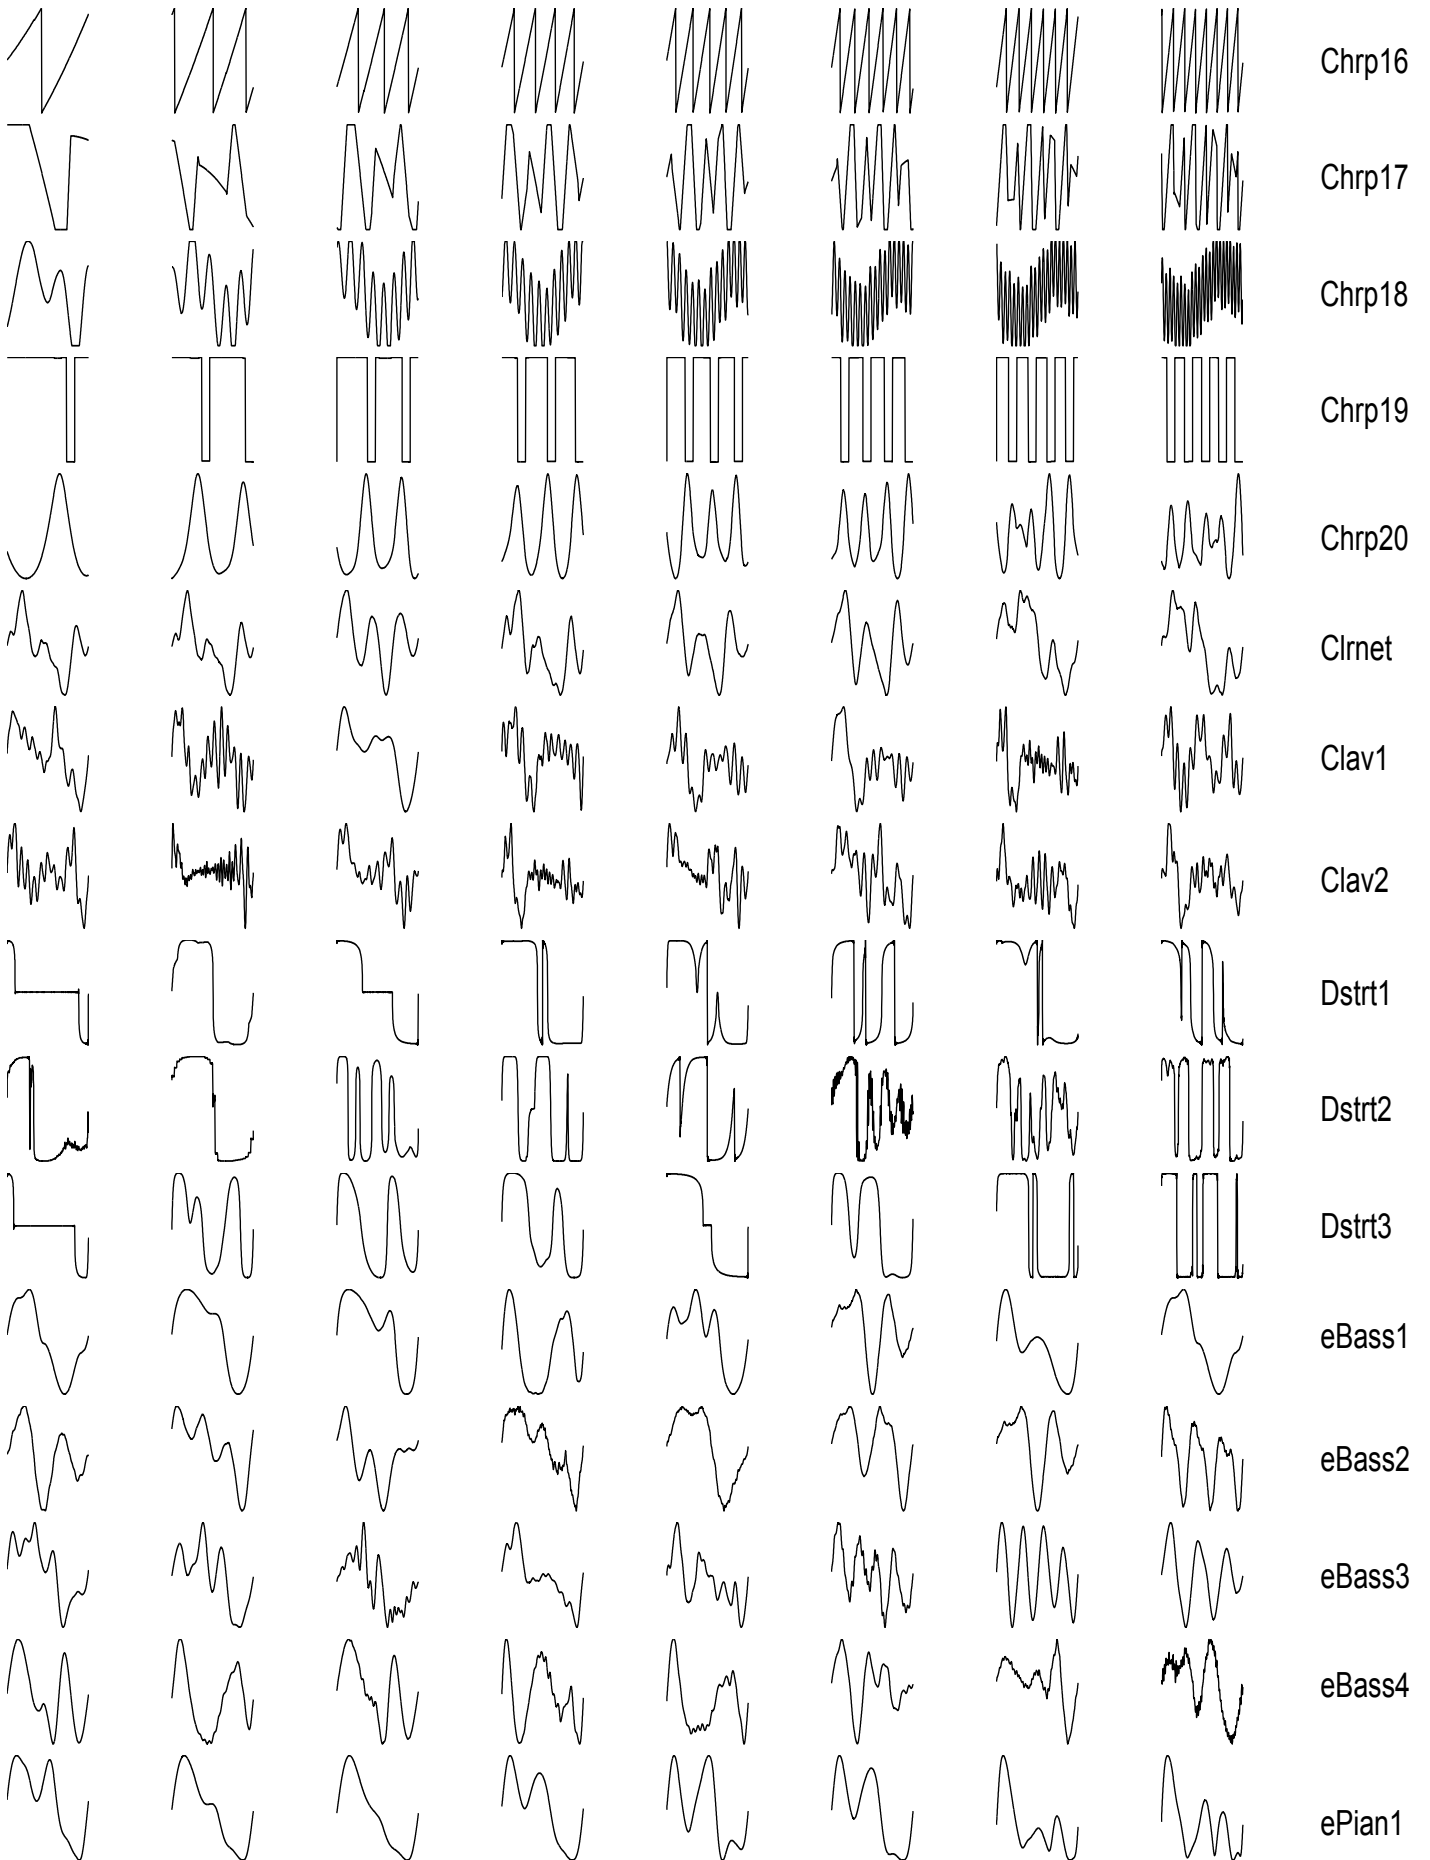 Chrp16
Chrp17
Chrp18
Chrp19
Chrp20
Clrnet
Clav1
Clav2
Dstrt1
Dstrt2
Dstrt3
eBass1
eBass2
eBass3
eBass4
ePian1